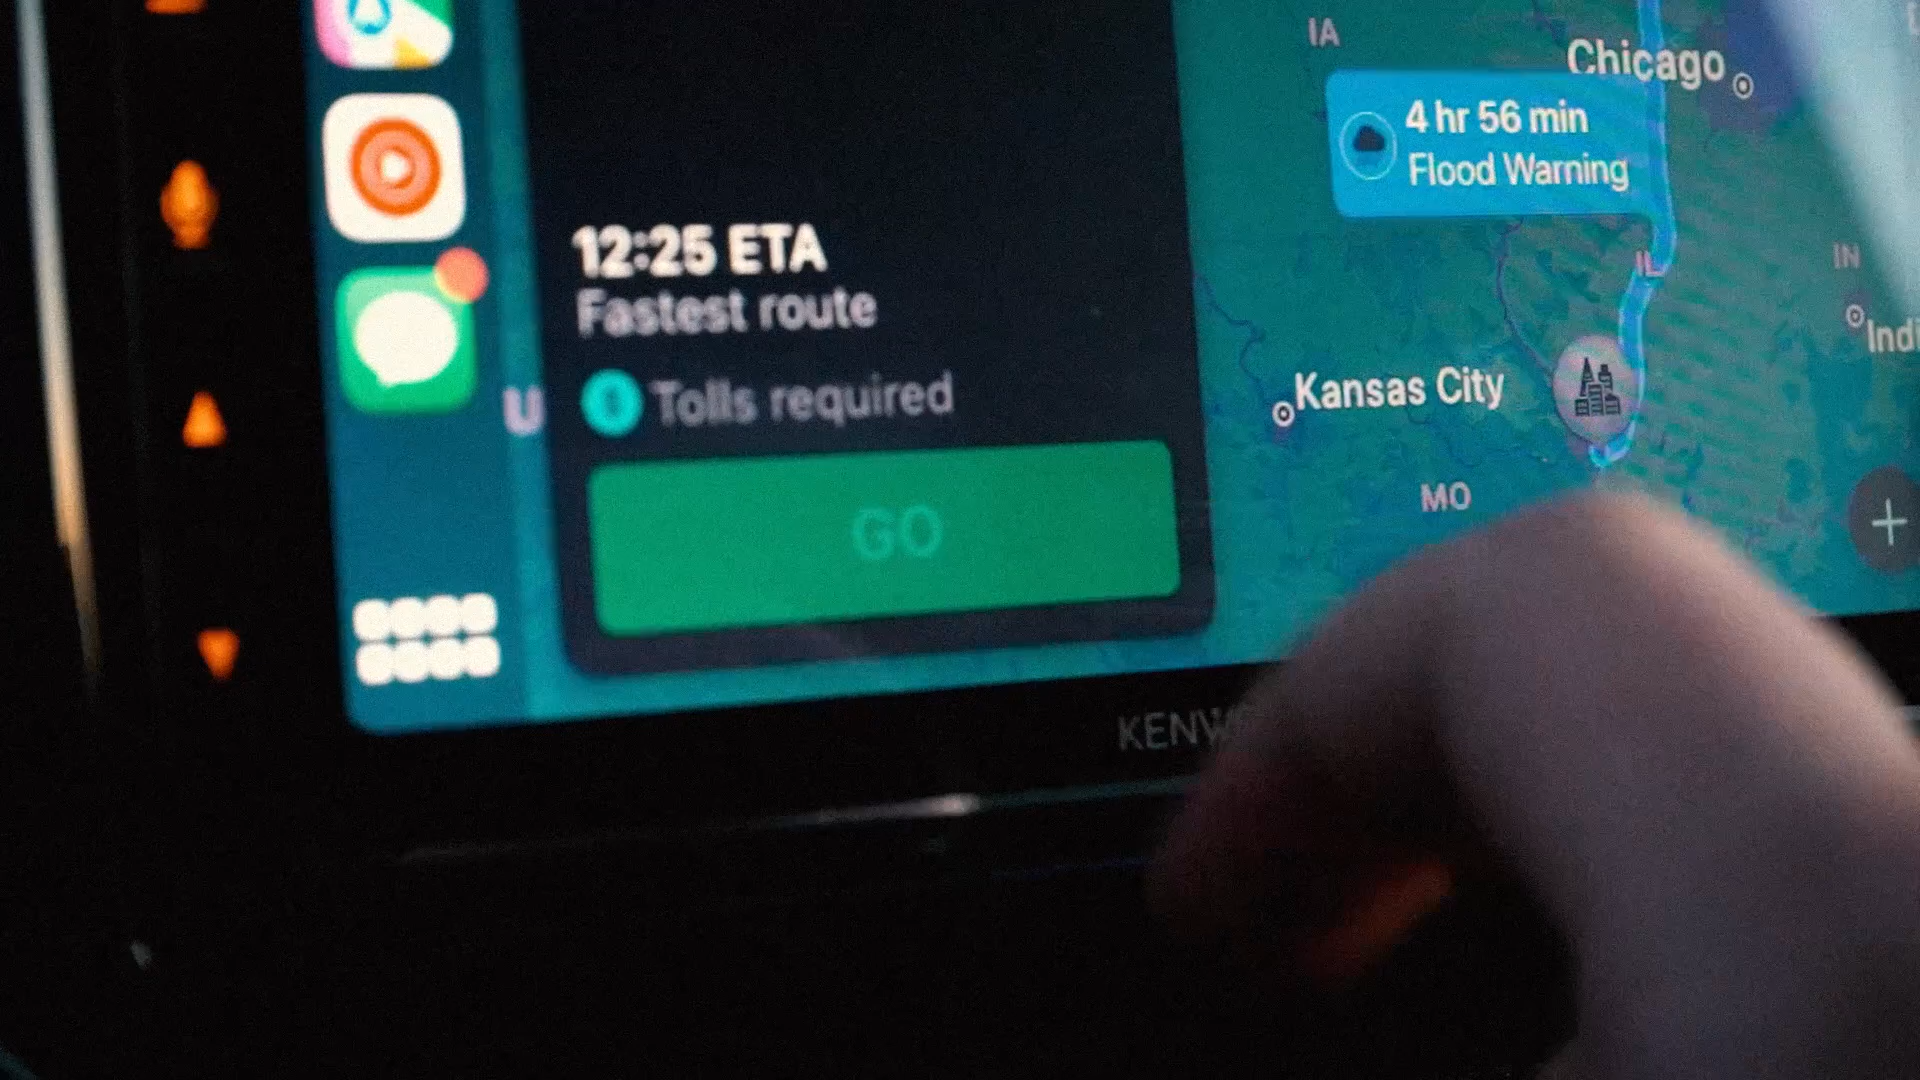 12:25 ETA
Fastest route
Tolls required
GO
IA
Chicago
4 hr 56 min
Flood Warning
IL
IN
Kansas City
MO